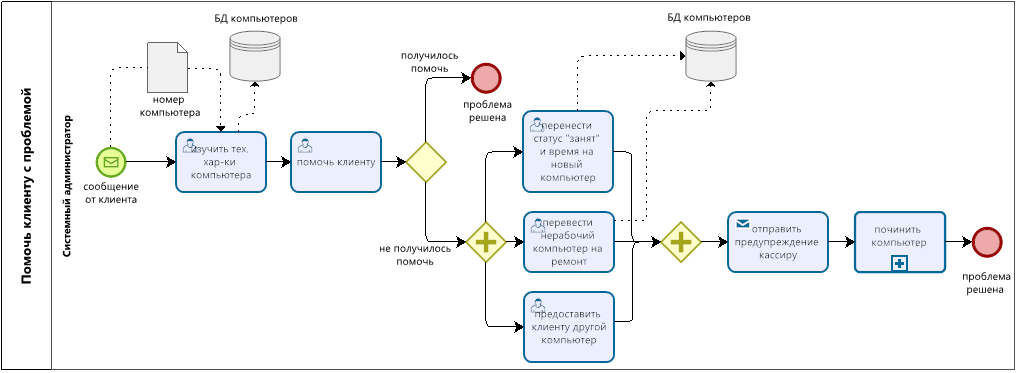 Помочь клиенту с проблемой
Системный администратор
сообщение
от клиента
номер
компьютера
БД компьютеров
изучить тех.
хар-ки
компьютера
помочь клиенту
получилось
помочь
проблема
решена
не получилось
помочь
перенести
статус "занят"
и время на
новый
компьютер
БД компьютеров
перевести
нерабочий
компьютер на
ремонт
предоставить
клиенту другой
компьютер
отправить
предупреждение
кассиру
починить
компьютер
проблема
решена